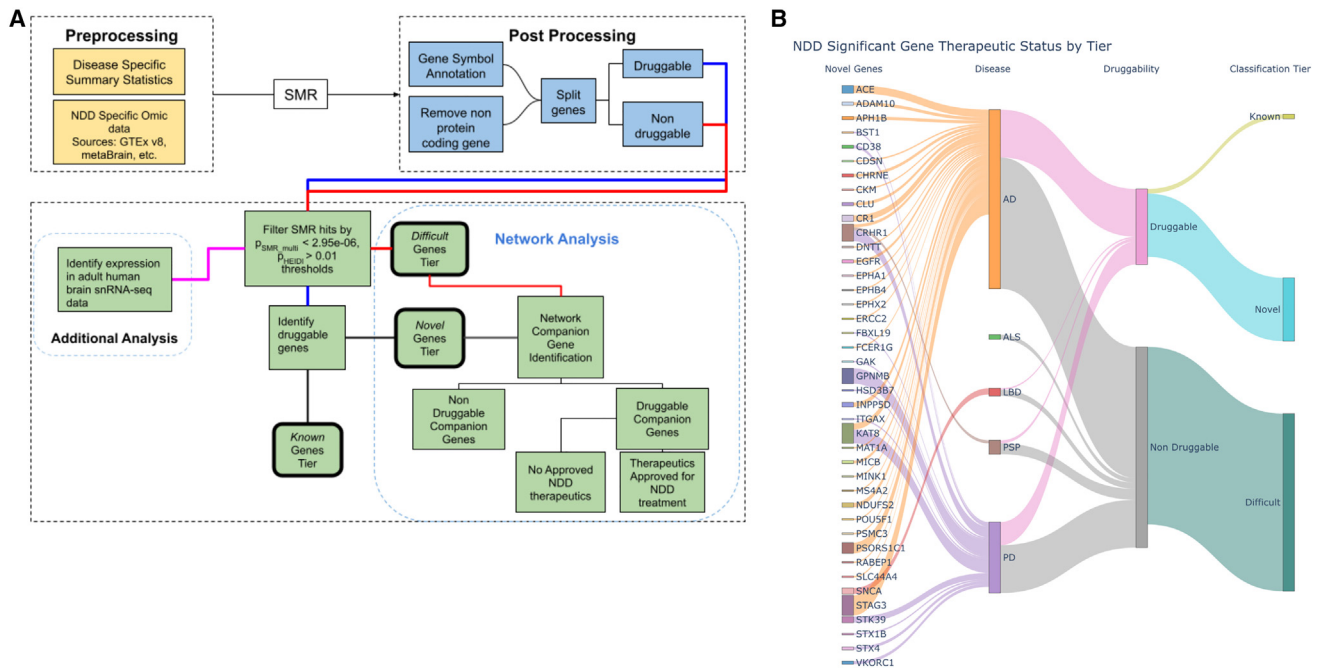 A
Preprocessing
Disease Specific
Summary Statistics
NDD Specific Omic
data
Sources: GTEx v8,
metaBrain, etc.
SMR
Post Processing
Gene Symbol
Annotation
Remove non
protein
coding gene
Split
genes
Druggable
Non
druggable
Identify expression
in adult human
brain snRNA-seq
data
Additional Analysis
Filter SMR hits by
pSMR_multi < 2.95e-06,
pHEIDI > 0.01
thresholds
Identify
druggable
genes
Known
Genes
Tier
Difficult
Genes
Tier
Novel
Genes
Tier
Network Analysis
Network
Companion
Gene
Identification
Non
Druggable
Companion
Genes
Druggable
Companion
Genes
No Approved
NDD
therapeutics
Therapeutics
Approved for
NDD
treatment
B
NDD Significant Gene Therapeutic Status by Tier
Novel Genes
Disease
Druggability
Classification Tier
ACE
ADAM10
APH1B
BST1
CD38
CDSN
CHRNE
CKM
CLU
CR1
CRHR1
DNTT
EGFR
EPHA1
EPHB4
EPHX2
ERCC2
FBXL19
FCER1G
GAK
GPNMB
HSD3B7
INPP5D
ITGAX
KAT8
MAT1A
MICB
MINK1
MS4A2
NDUFS2
POU5F1
PSMC3
PSORS1C1
RABEP1
SLC44A4
SNCA
STAG3
STK39
STX1B
STX4
VKORC1
AD
ALS
LBD
PSP
PD
Druggable
Non Druggable
Known
Novel
Difficult